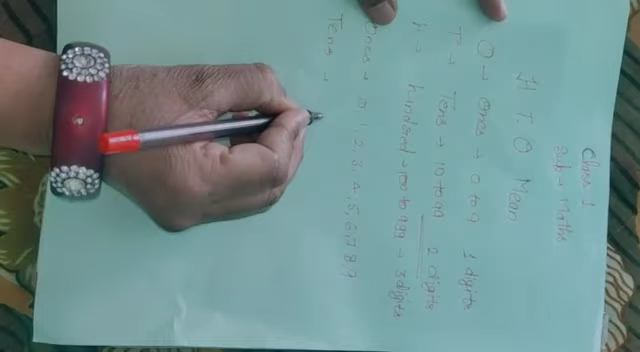 Class 1
Sub → Maths
H T O Mean
O → Ones → 0 to 9 1 digits
T → Tens → 10 to 99 2 digits
H → hundred → 100 to 999 → 3 digits
Ones → 0, 1, 2, 3, 4, 5, 6, 7, 8, 9
Tens →